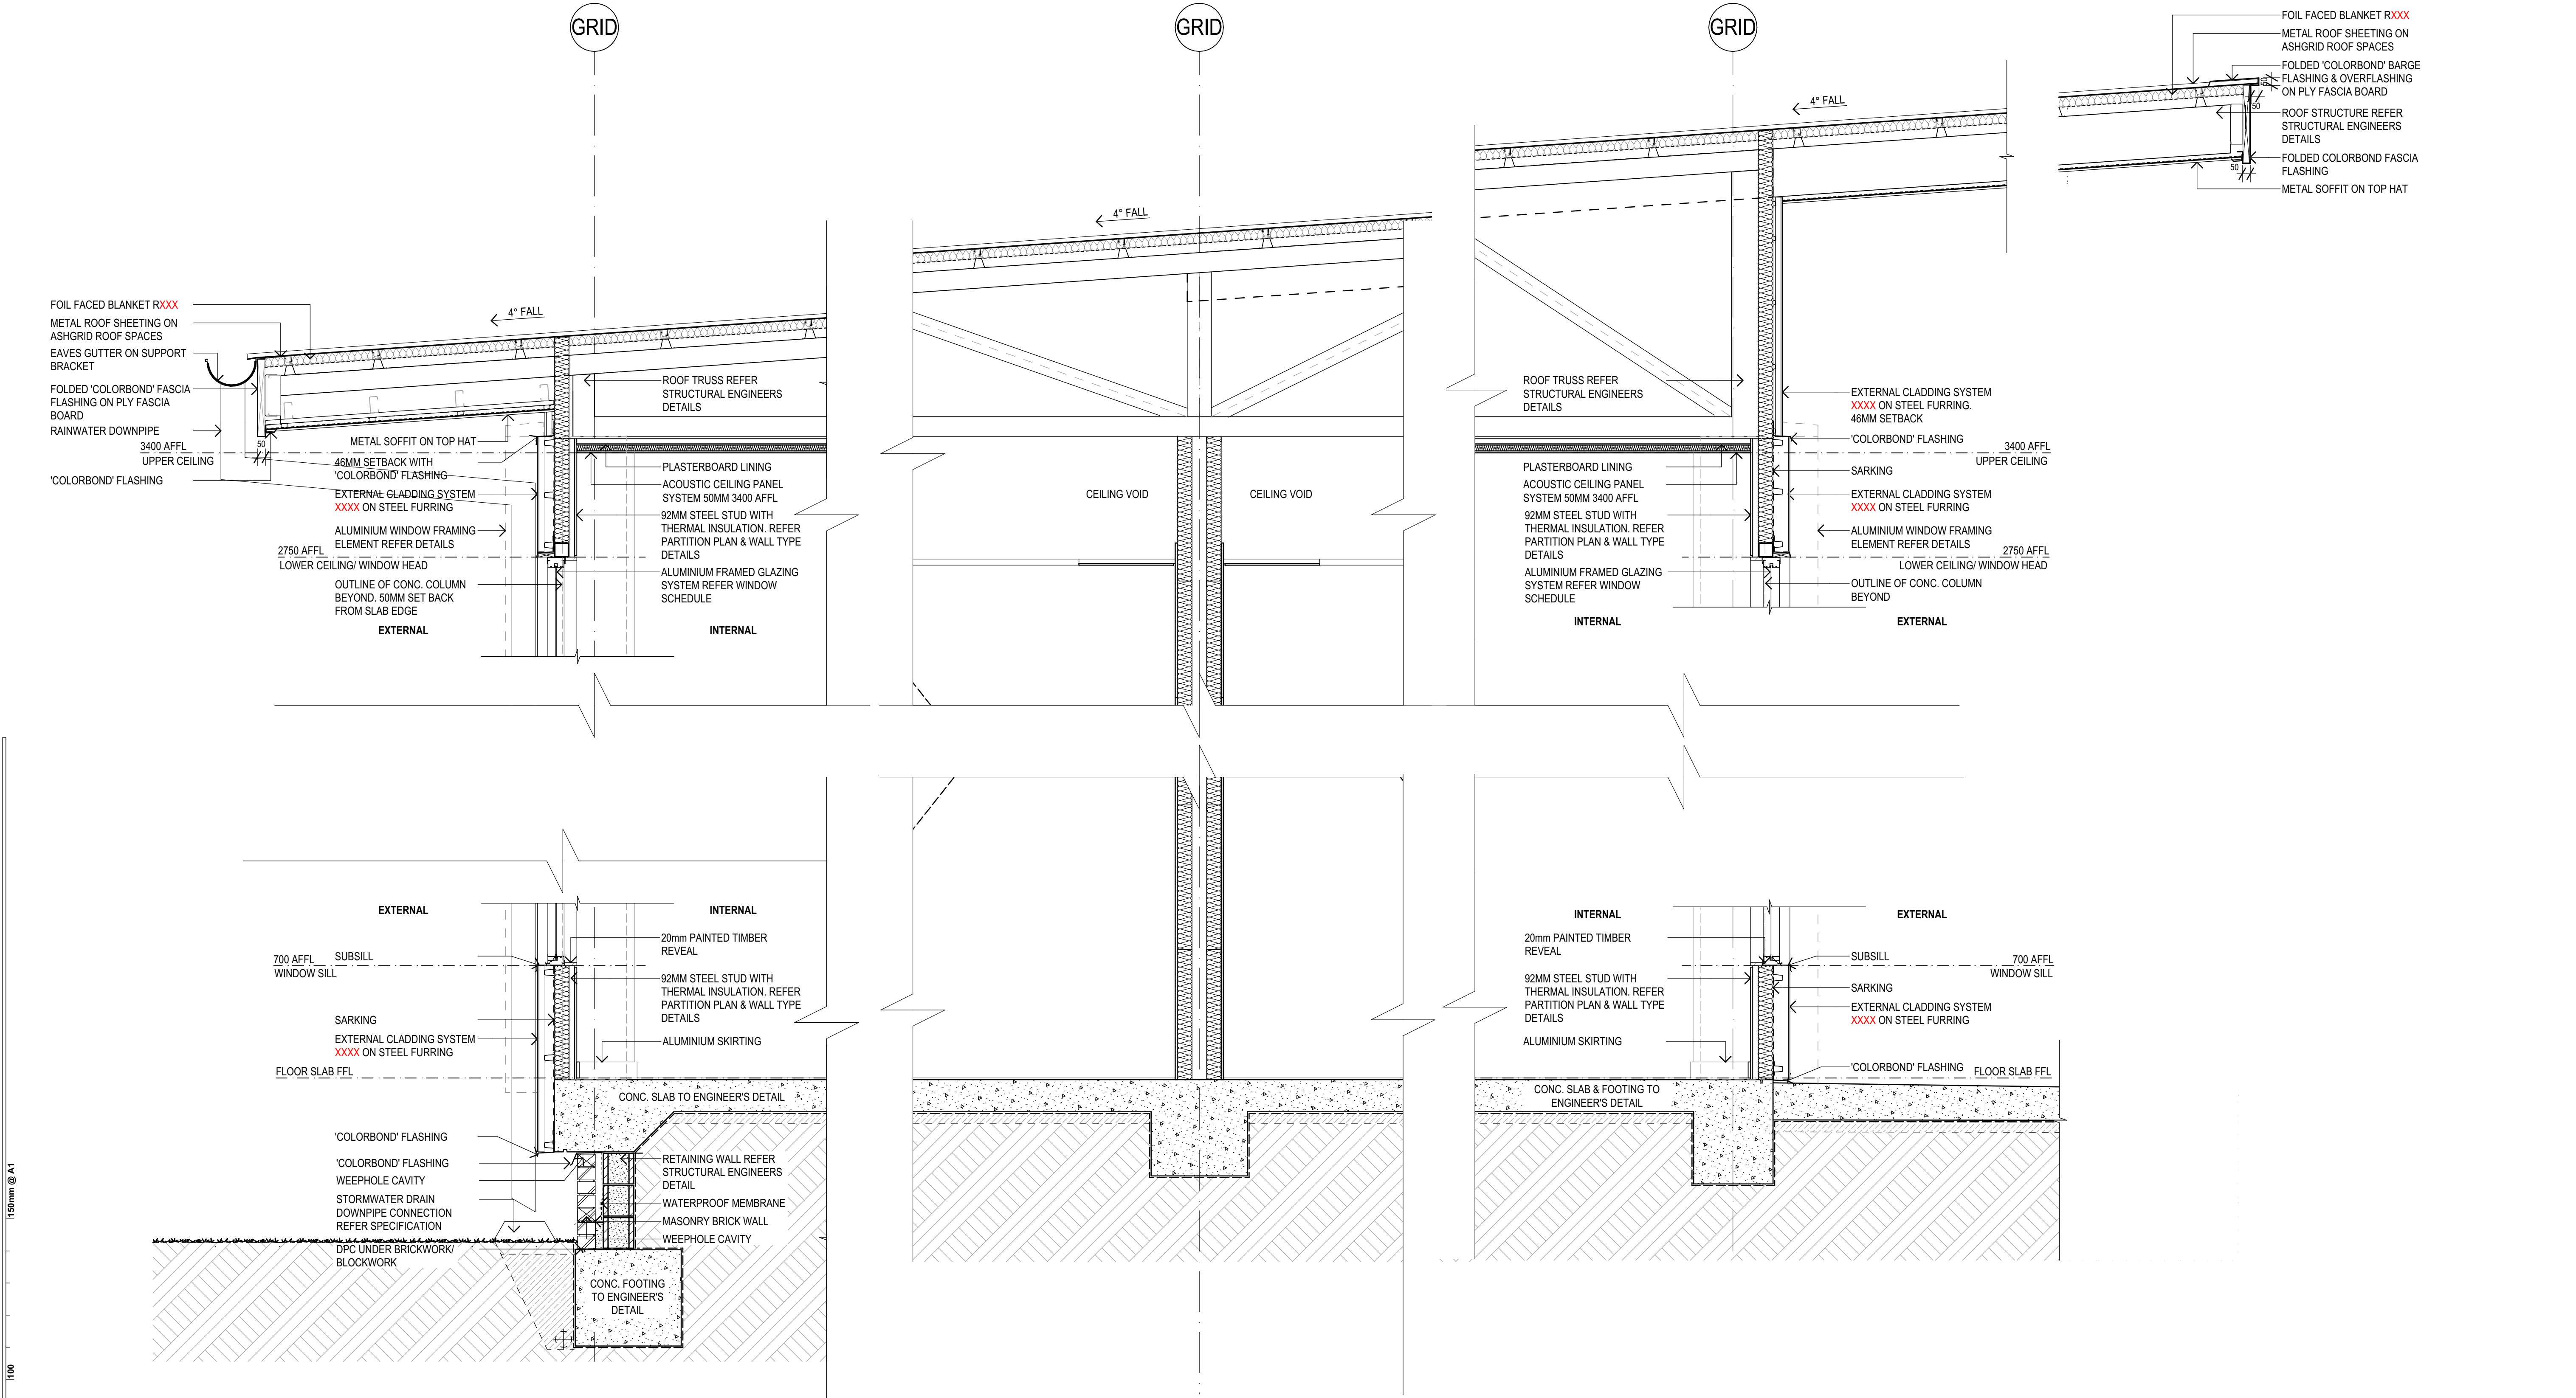 GRID
GRID
GRID
FOIL FACED BLANKET RXXX
METAL ROOF SHEETING ON
ASHGRID ROOF SPACES
FOLDED 'COLORBOND' BARGE
FLASHING & OVERFLASHING
ON PLY FASCIA BOARD
ROOF STRUCTURE REFER
STRUCTURAL ENGINEERS
DETAILS
FOLDED COLORBOND FASCIA
FLASHING
METAL SOFFIT ON TOP HAT
50
50
50
4° FALL
4° FALL
4° FALL
FOIL FACED BLANKET RXXX
METAL ROOF SHEETING ON
ASHGRID ROOF SPACES
EAVES GUTTER ON SUPPORT
BRACKET
FOLDED 'COLORBOND' FASCIA
FLASHING ON PLY FASCIA
BOARD
RAINWATER DOWNPIPE
3400 AFFL
UPPER CEILING
'COLORBOND' FLASHING
50
METAL SOFFIT ON TOP HAT
46MM SETBACK WITH
'COLORBOND' FLASHING
EXTERNAL CLADDING SYSTEM
XXXX ON STEEL FURRING
ALUMINIUM WINDOW FRAMING
ELEMENT REFER DETAILS
2750 AFFL
LOWER CEILING/ WINDOW HEAD
OUTLINE OF CONC. COLUMN
BEYOND. 50MM SET BACK
FROM SLAB EDGE
EXTERNAL
ROOF TRUSS REFER
STRUCTURAL ENGINEERS
DETAILS
PLASTERBOARD LINING
ACOUSTIC CEILING PANEL
SYSTEM 50MM 3400 AFFL
92MM STEEL STUD WITH
THERMAL INSULATION. REFER
PARTITION PLAN & WALL TYPE
DETAILS
ALUMINIUM FRAMED GLAZING
SYSTEM REFER WINDOW
SCHEDULE
INTERNAL
CEILING VOID
CEILING VOID
ROOF TRUSS REFER
STRUCTURAL ENGINEERS
DETAILS
PLASTERBOARD LINING
ACOUSTIC CEILING PANEL
SYSTEM 50MM 3400 AFFL
92MM STEEL STUD WITH
THERMAL INSULATION. REFER
PARTITION PLAN & WALL TYPE
DETAILS
ALUMINIUM FRAMED GLAZING
SYSTEM REFER WINDOW
SCHEDULE
INTERNAL
EXTERNAL CLADDING SYSTEM
XXXX ON STEEL FURRING.
46MM SETBACK
'COLORBOND' FLASHING
3400 AFFL
UPPER CEILING
SARKING
EXTERNAL CLADDING SYSTEM
XXXX ON STEEL FURRING
ALUMINIUM WINDOW FRAMING
ELEMENT REFER DETAILS
2750 AFFL
LOWER CEILING/ WINDOW HEAD
OUTLINE OF CONC. COLUMN
BEYOND
EXTERNAL
EXTERNAL
INTERNAL
700 AFFL
WINDOW SILL
SUBSILL
SARKING
EXTERNAL CLADDING SYSTEM
XXXX ON STEEL FURRING
FLOOR SLAB FFL
20mm PAINTED TIMBER
REVEAL
92MM STEEL STUD WITH
THERMAL INSULATION. REFER
PARTITION PLAN & WALL TYPE
DETAILS
ALUMINIUM SKIRTING
CONC. SLAB TO ENGINEER'S DETAIL
'COLORBOND' FLASHING
'COLORBOND' FLASHING
WEEPHOLE CAVITY
STORMWATER DRAIN
DOWNPIPE CONNECTION
REFER SPECIFICATION
DPC UNDER BRICKWORK/
BLOCKWORK
RETAINING WALL REFER
STRUCTURAL ENGINEERS
DETAIL
WATERPROOF MEMBRANE
MASONRY BRICK WALL
WEEPHOLE CAVITY
CONC. FOOTING
TO ENGINEER'S
DETAIL
INTERNAL
EXTERNAL
20mm PAINTED TIMBER
REVEAL
92MM STEEL STUD WITH
THERMAL INSULATION. REFER
PARTITION PLAN & WALL TYPE
DETAILS
ALUMINIUM SKIRTING
CONC. SLAB & FOOTING TO
ENGINEER'S DETAIL
SUBSILL
700 AFFL
WINDOW SILL
SARKING
EXTERNAL CLADDING SYSTEM
XXXX ON STEEL FURRING
'COLORBOND' FLASHING
FLOOR SLAB FFL
150mm @ A1
100